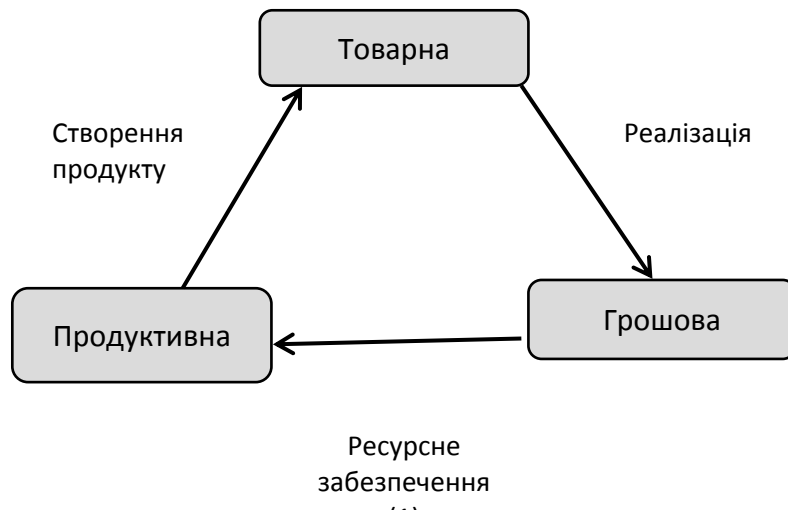 Товарна
Створення
продукту
Реалізація
Грошова
Продуктивна
Ресурсне
забезпечення